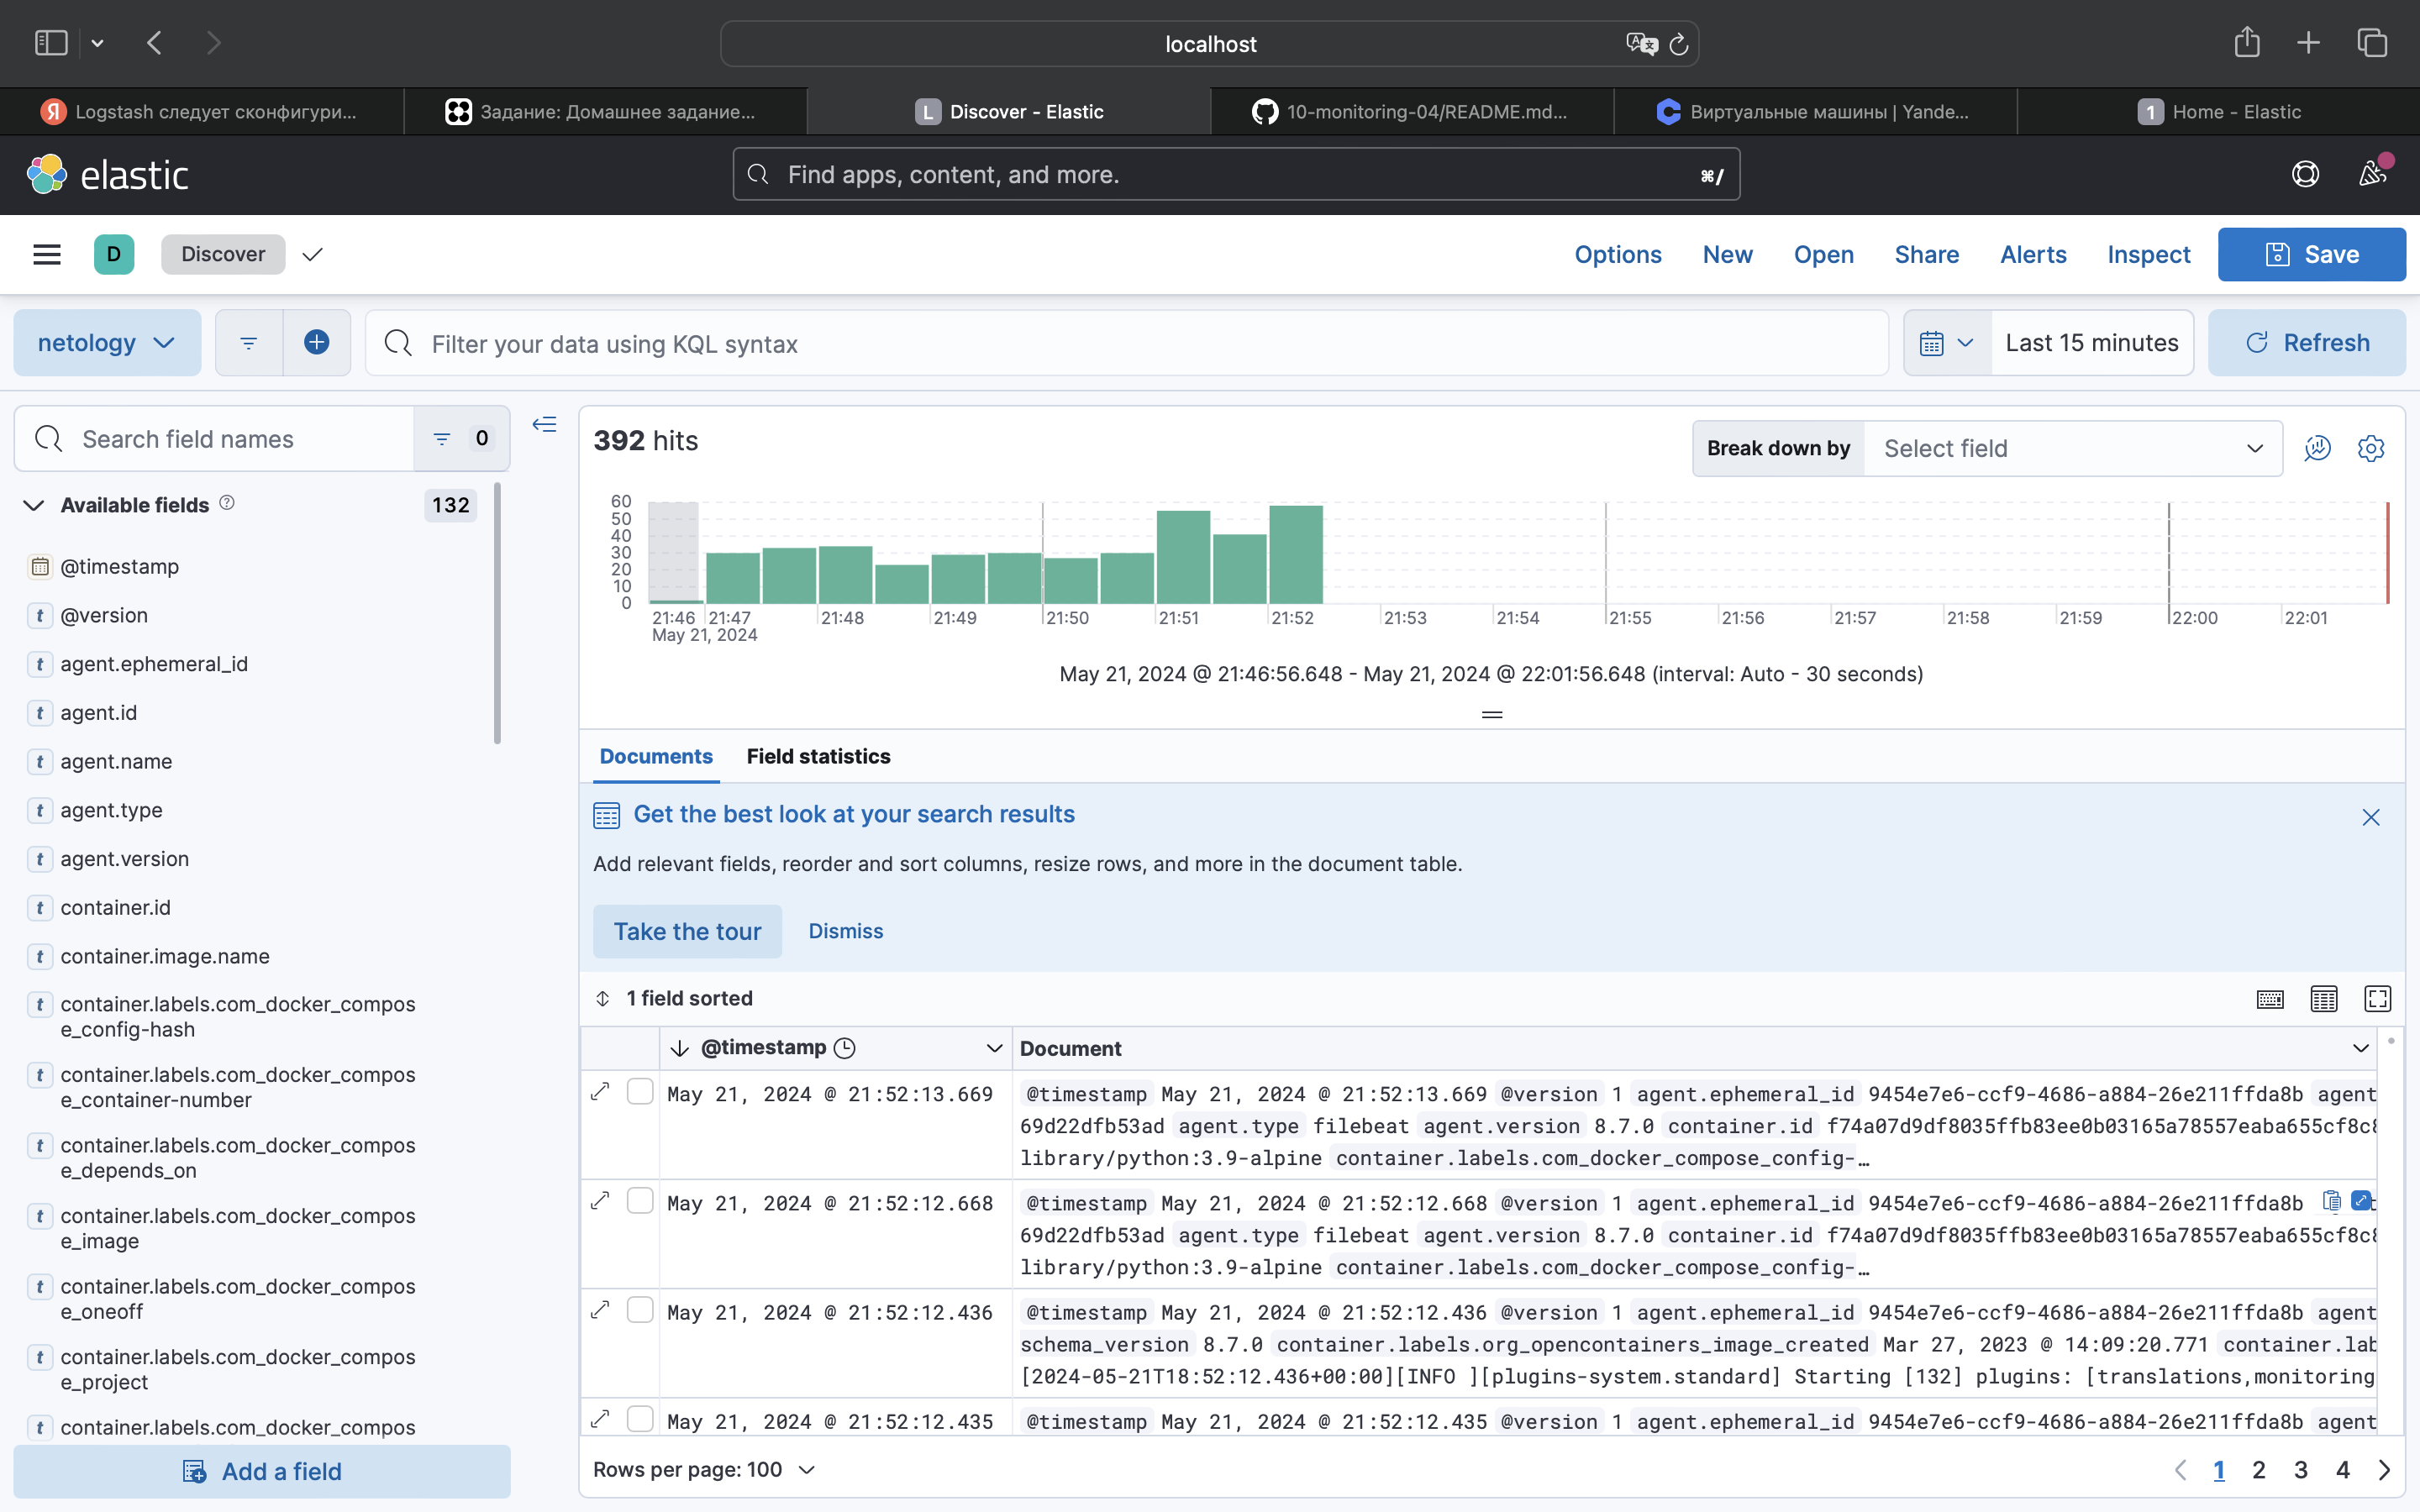 localhost
Logstash следует сконфигури...
Задание: Домашнее задание...
L Discover - Elastic
10-monitoring-04/README.md...
Виртуальные машины | Yande...
1 Home - Elastic
elastic
Find apps, content, and more.
⌘/
D Discover
Options New Open Share Alerts Inspect Save
netology
Filter your data using KQL syntax
Last 15 minutes
Refresh
Search field names
0
Available fields
132
@timestamp
t @version
t agent.ephemeral_id
t agent.id
t agent.name
t agent.type
t agent.version
t container.id
t container.image.name
t container.labels.com_docker_compos
e_config-hash
t container.labels.com_docker_compos
e_container-number
t container.labels.com_docker_compos
e_depends_on
t container.labels.com_docker_compos
e_image
t container.labels.com_docker_compos
e_oneoff
t container.labels.com_docker_compos
e_project
t container.labels.com_docker_compos
Add a field
392 hits
Break down by Select field
60
50
40
30
20
10
0
21:46 21:47 21:48 21:49 21:50 21:51 21:52 21:53 21:54 21:55 21:56 21:57 21:58 21:59 22:00 22:01
May 21, 2024
May 21, 2024 @ 21:46:56.648 - May 21, 2024 @ 22:01:56.648 (interval: Auto - 30 seconds)
Documents Field statistics
Get the best look at your search results
Add relevant fields, reorder and sort columns, resize rows, and more in the document table.
Take the tour Dismiss
1 field sorted
@timestamp Document
May 21, 2024 @ 21:52:13.669 @timestamp May 21, 2024 @ 21:52:13.669 @version 1 agent.ephemeral_id 9454e7e6-ccf9-4686-a884-26e211ffda8b agent
69d22dfb53ad agent.type filebeat agent.version 8.7.0 container.id f74a07d9df8035ffb83ee0b03165a78557eaba655cf8c8
library/python:3.9-alpine container.labels.com_docker_compose_config-…
May 21, 2024 @ 21:52:12.668 @timestamp May 21, 2024 @ 21:52:12.668 @version 1 agent.ephemeral_id 9454e7e6-ccf9-4686-a884-26e211ffda8b
69d22dfb53ad agent.type filebeat agent.version 8.7.0 container.id f74a07d9df8035ffb83ee0b03165a78557eaba655cf8c8
library/python:3.9-alpine container.labels.com_docker_compose_config-…
May 21, 2024 @ 21:52:12.436 @timestamp May 21, 2024 @ 21:52:12.436 @version 1 agent.ephemeral_id 9454e7e6-ccf9-4686-a884-26e211ffda8b agent
schema_version 8.7.0 container.labels.org_opencontainers_image_created Mar 27, 2023 @ 14:09:20.771 container.lab
[2024-05-21T18:52:12.436+00:00][INFO ][plugins-system.standard] Starting [132] plugins: [translations,monitoring
May 21, 2024 @ 21:52:12.435 @timestamp May 21, 2024 @ 21:52:12.435 @version 1 agent.ephemeral_id 9454e7e6-ccf9-4686-a884-26e211ffda8b agent
Rows per page: 100
1 2 3 4